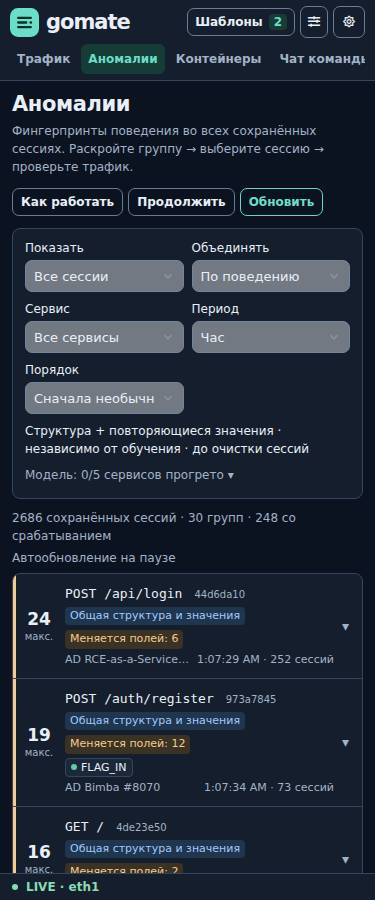 gomate
Шаблоны 2
Трафик Аномалии Контейнеры Чат команды
Аномалии
Фингерпринты поведения во всех сохранённых
сессиях. Раскройте группу → выберите сессию →
проверьте трафик.
Как работать Продолжить Обновить
Показать Объединять
Все сессии По поведению
Сервис Период
Все сервисы Час
Порядок
Сначала необычн
Структура + повторяющиеся значения ·
независимо от обучения · до очистки сессий
Модель: 0/5 сервисов прогрето ▾
2686 сохранённых сессий · 30 групп · 248 со
срабатыванием
Автообновление на паузе
24 макс.
POST /api/login 44d6da10
Общая структура и значения
Меняется полей: 6
AD RCE-as-a-Service... 1:07:29 AM · 252 сессий
▼
19 макс.
POST /auth/register 973a7845
Общая структура и значения
Меняется полей: 12
FLAG_IN
AD Bimba #8070 1:07:34 AM · 73 сессий
▼
16 макс.
GET / 4de23e50
Общая структура и значения
Меняется полей: 2
▼
LIVE · eth1